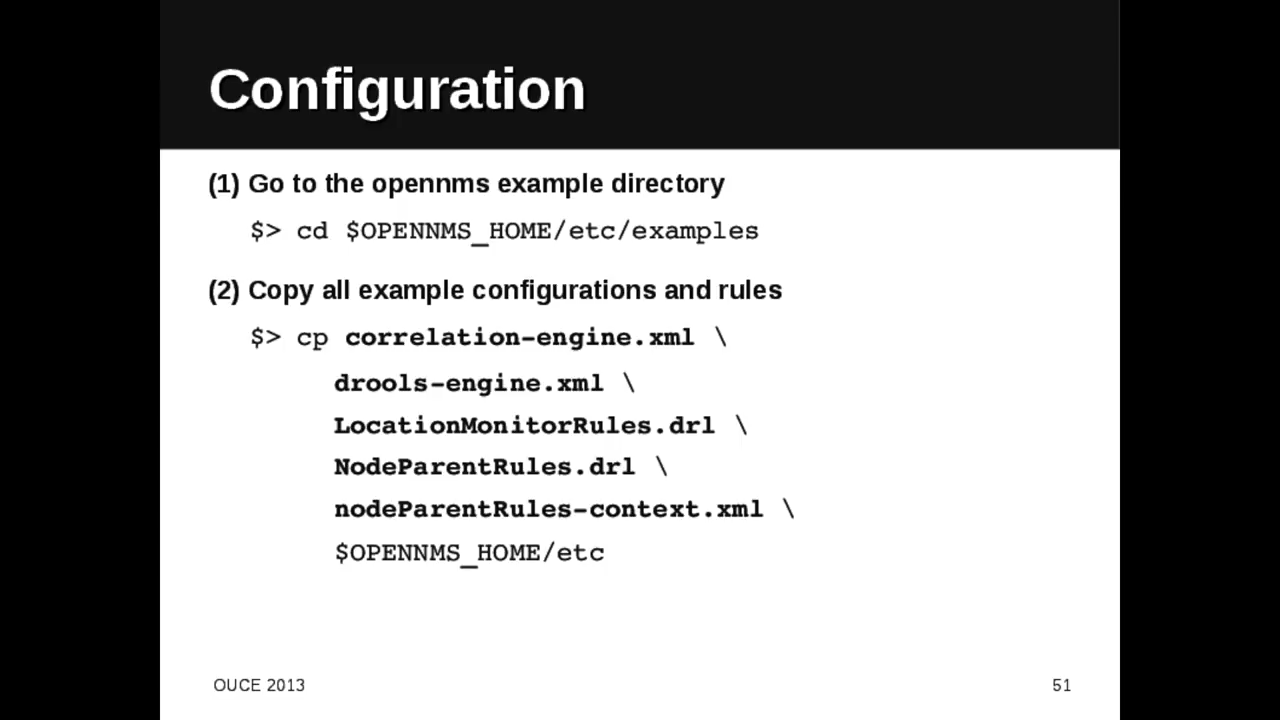 Configuration
(1) Go to the opennms example directory
$> cd $OPENNMS_HOME/etc/examples
(2) Copy all example configurations and rules
$> cp correlation-engine.xml \
drools-engine.xml \
LocationMonitorRules.drl \
NodeParentRules.drl \
nodeParentRules-context.xml \
$OPENNMS_HOME/etc
OUCE 2013
51